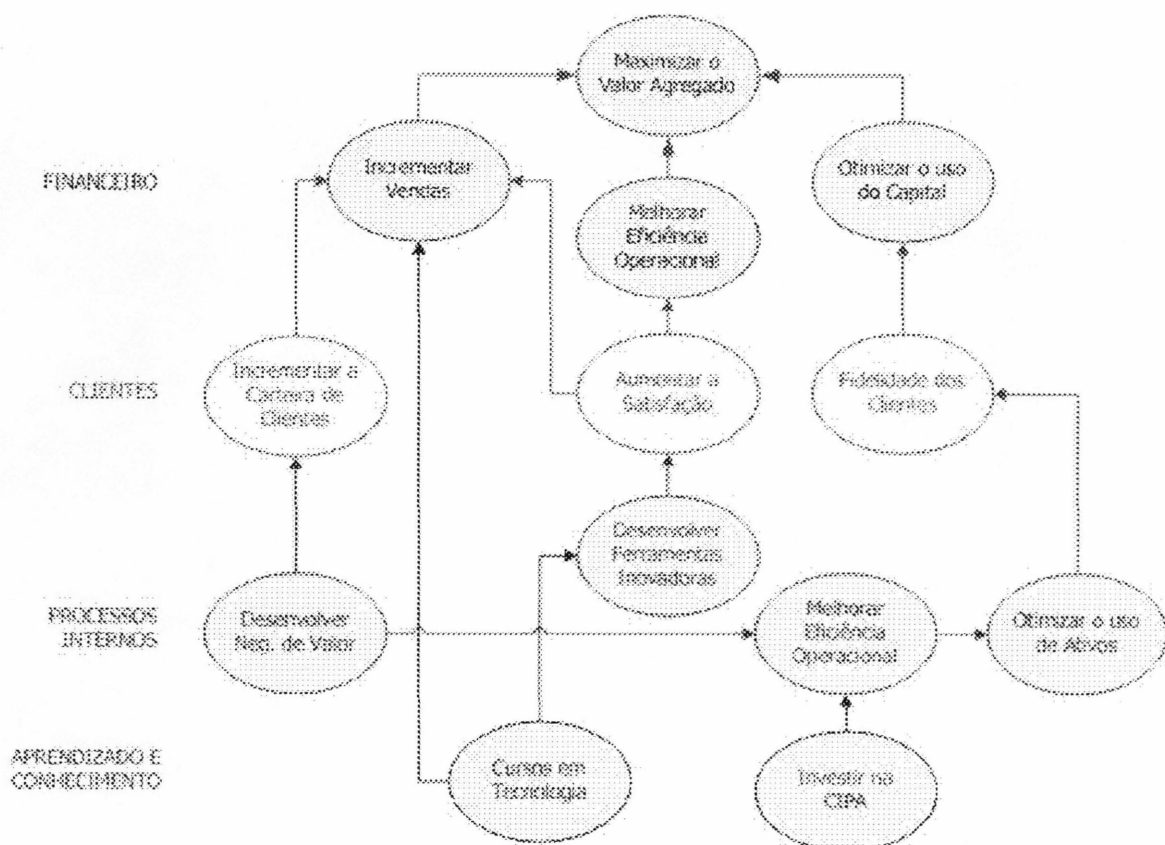 Maximizar o
Valor Agregado
FINANCEIRO
Incrementar
Vendas
Otimizar o uso
do Capital
Melhorar
Eficiência
Operacional
CLIENTES
Incrementar a
Carteira de
Clientes
Aumentar a
Satisfação
Fidelidade dos
Clientes
Desenvolver
Ferramentas
Inovadoras
PROCESSOS
INTERNOS
Desenvolver
Neg. de Valor
Melhorar
Eficiência
Operacional
Otimizar o uso
de Ativos
APRENDIZADO E
CONHECIMENTO
Cursos em
Tecnologia
Investir na
CIPA